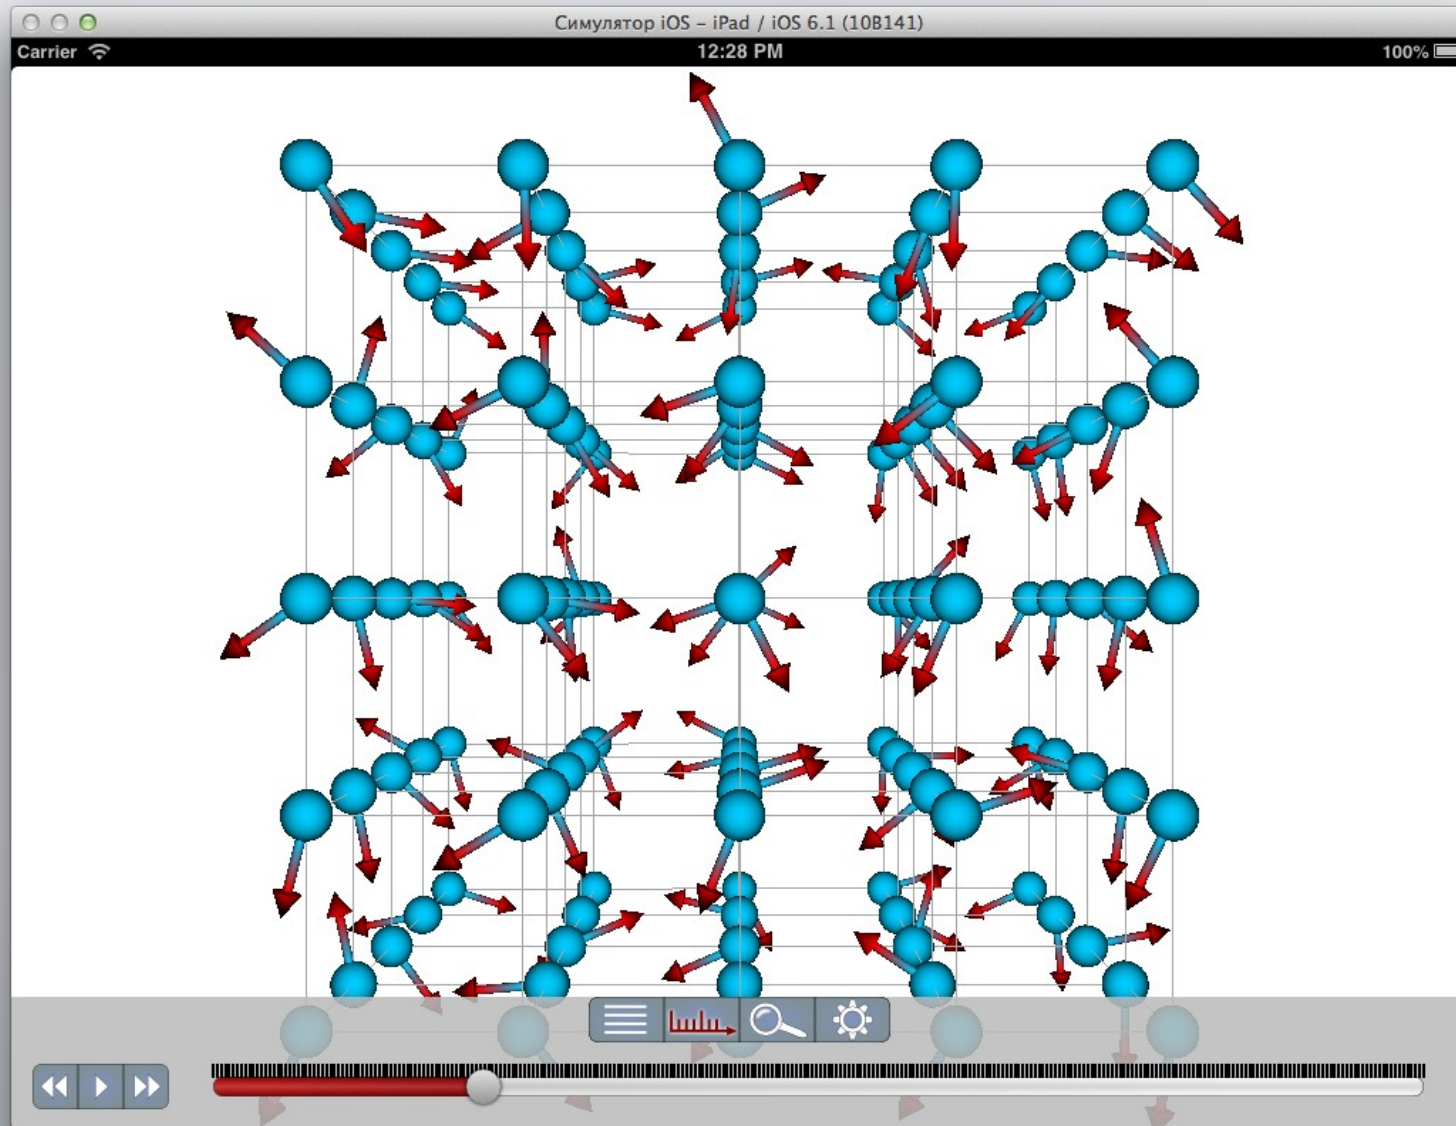 Симулятор iOS – iPad / iOS 6.1 (10B141)
Carrier 12:28 PM 100%